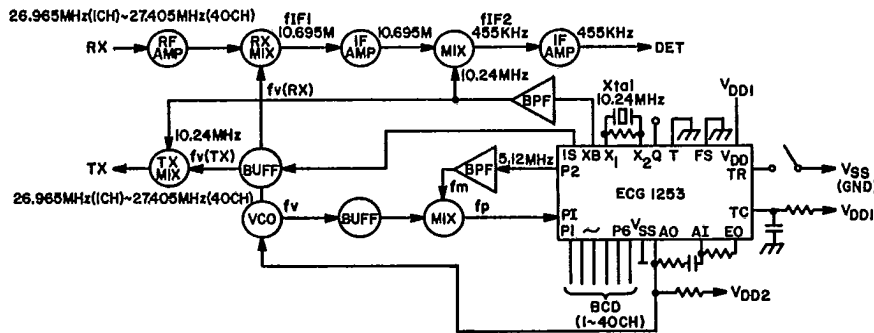 26.965MHz(1CH)~27.405MHz(40CH)
RX
RF AMP
RX MIX
fIF1
10.695M
IF AMP
10.695M
MIX
fIF2
455KHz
IF AMP
455KHz
DET
fv(RX)
10.24MHz
BPF
Xtal
10.24MHz
VDD1
10.24MHz
TX
TX MIX
fv(TX)
BUFF
26.965MHz(1CH)~27.405MHz(40CH)
BPF
5.12MHz
fm
VCO
fv
BUFF
MIX
fp
IS XB X1 X2 Q T FS VDD
P2
TR
VSS
(GND)
ECG 1253
PI
TC
VDD1
P1 ~ P6 VSS AO AI EO
BCD
(1~40CH)
VDD2